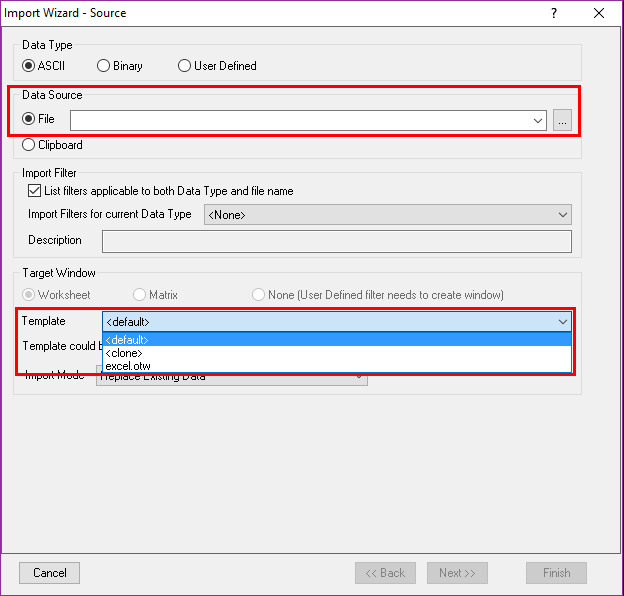 Import Wizard - Source ?
Data Type
ASCII Binary User Defined
Data Source
File ...
Clipboard
Import Filter
List filters applicable to both Data Type and file name
Import Filters for current Data Type <None>
Description
Target Window
Worksheet Matrix None (User Defined filter needs to create window)
Template <default>
<default>
Template could b
<clone>
excel.otw
Import Mode Replace Existing Data
Cancel << Back Next >> Finish